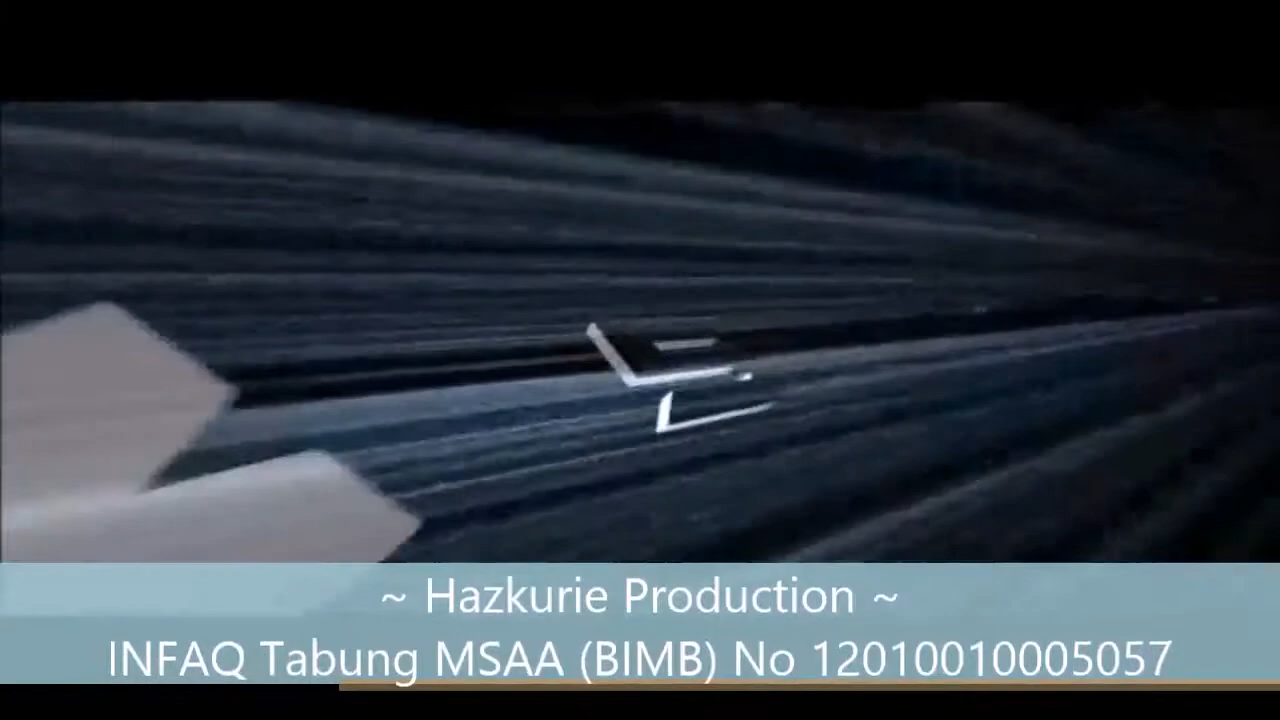 ~ Hazkurie Production ~
INFAQ Tabung MSAA (BIMB) No 12010010005057